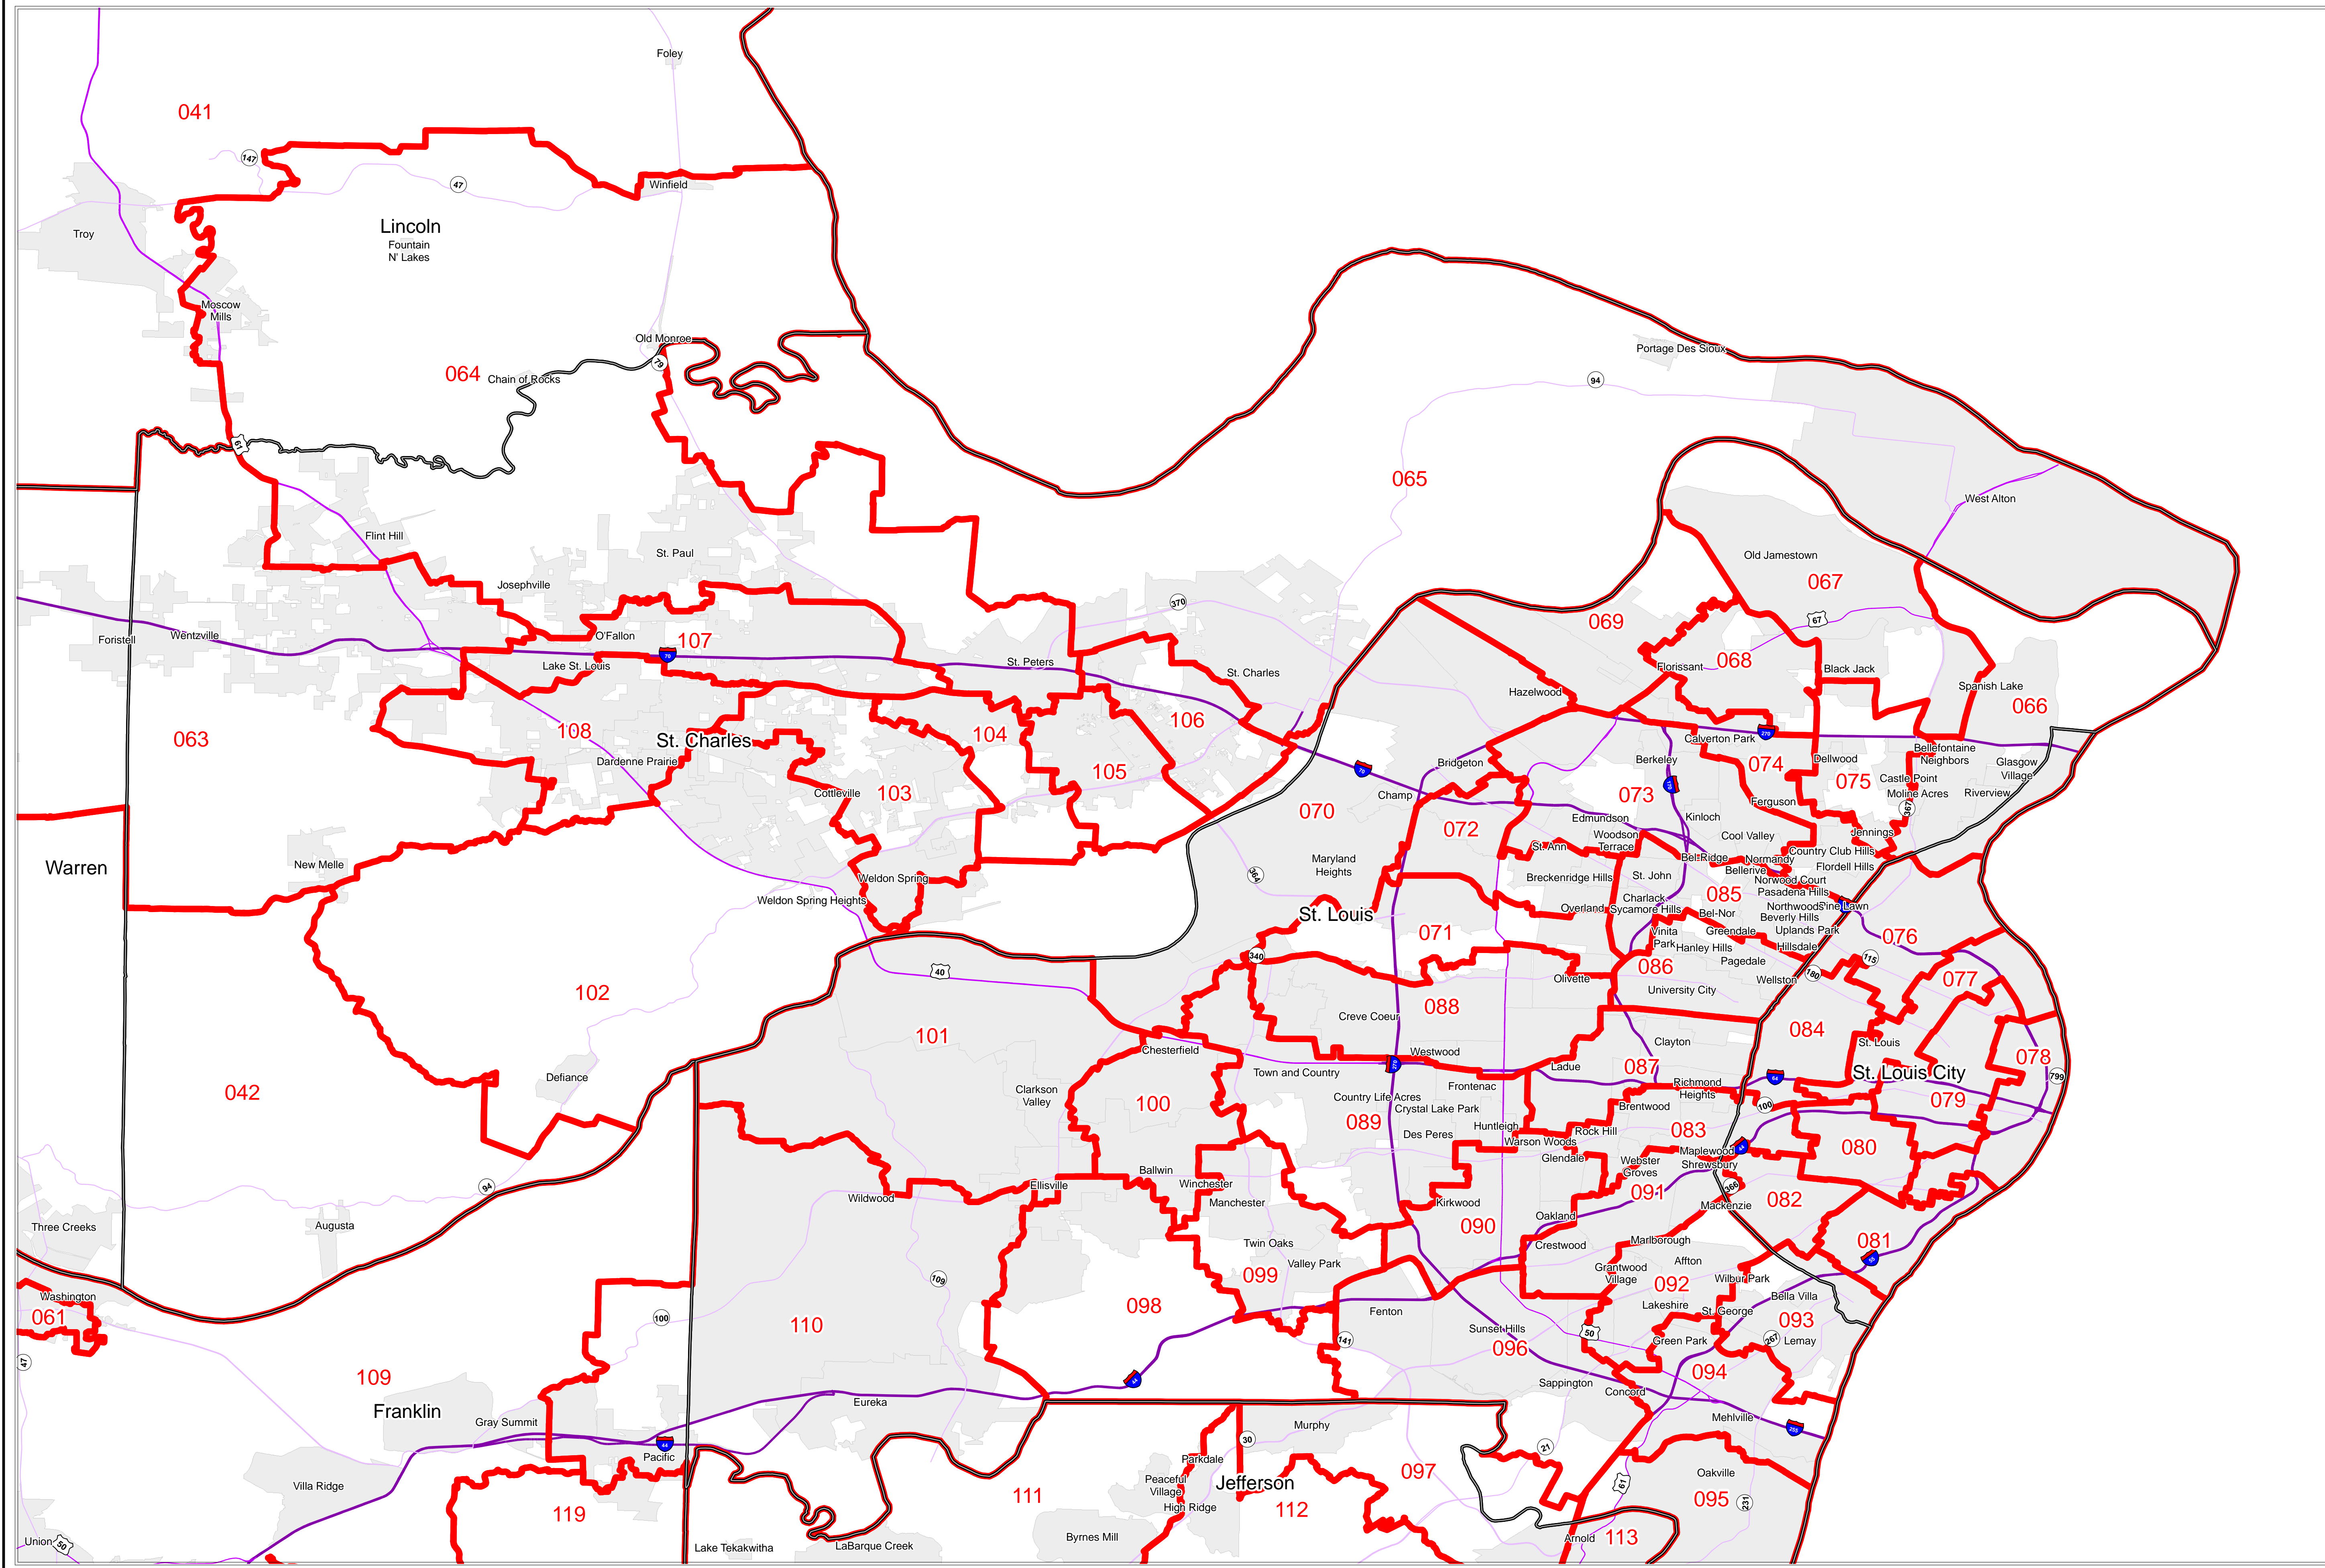 Foley
041
147
47
Winfield
Troy
Lincoln
Fountain
N' Lakes
Moscow
Mills
Old Monroe
79
064
Chain of Rocks
Portage Des Sioux
94
61
065
West Alton
Flint Hill
St. Paul
Old Jamestown
067
Josephville
370
069
67
Foristell
Wentzville
O'Fallon
107
70
Lake St. Louis
St. Peters
St. Charles
Florissant
068
Black Jack
Hazelwood
Spanish Lake
066
063
108
St. Charles
104
106
270
Calverton Park
Bellefontaine
Neighbors
Dardenne Prairie
105
70
Bridgeton
Berkeley
074
Dellwood
Glasgow
Village
Cottleville
103
Champ
073
075
Castle Point
Moline Acres
Riverview
070
072
Ferguson
367
Edmundson
Kinloch
Woodson
Terrace
Cool Valley
Jennings
Warren
New Melle
Maryland
Heights
364
St. Ann
Bel-Ridge
Normandy
Country Club Hills
Flordell Hills
Bellerive
Weldon Spring
Breckenridge Hills
St. John
Norwood Court
085
Pasadena Hills
Weldon Spring Heights
Charlack
Overland
Sycamore Hills
Northwoods
Pine Lawn
St. Louis
Bel-Nor
Beverly Hills
071
Vinita
Park
Greendale
Uplands Park
076
Hanley Hills
Hillsdale
340
Pagedale
115
40
086
180
Olivette
Wellston
077
102
University City
088
Creve Coeur
084
101
Clayton
St. Louis
Chesterfield
Westwood
078
270
Town and Country
Ladue
087
St. Louis City
Defiance
64
799
042
Clarkson
Valley
Frontenac
Richmond
Heights
Country Life Acres
079
100
Crystal Lake Park
Brentwood
100
089
Huntleigh
Rock Hill
083
Des Peres
Warson Woods
44
080
Glendale
Maplewood
Shrewsbury
Webster
Groves
Ballwin
Ellisville
Winchester
94
091
366
Wildwood
Manchester
Kirkwood
Mackenzie
082
Three Creeks
Augusta
090
Oakland
Twin Oaks
Crestwood
Marlborough
081
Valley Park
Affton
55
099
Grantwood
Village
109
092
Wilbur Park
Washington
Bella Villa
061
098
Lakeshire
St. George
Fenton
100
110
Sunset Hills
093
141
50
Green Park
267
Lemay
096
47
109
44
Sappington
094
Concord
Franklin
Eureka
Gray Summit
Murphy
Mehlville
255
44
30
21
Pacific
Parkdale
097
Oakville
Peaceful
Village
Jefferson
61
Villa Ridge
111
095
231
High Ridge
112
119
Byrnes Mill
Arnold
113
Union
50
Lake Tekakwitha
LaBarque Creek